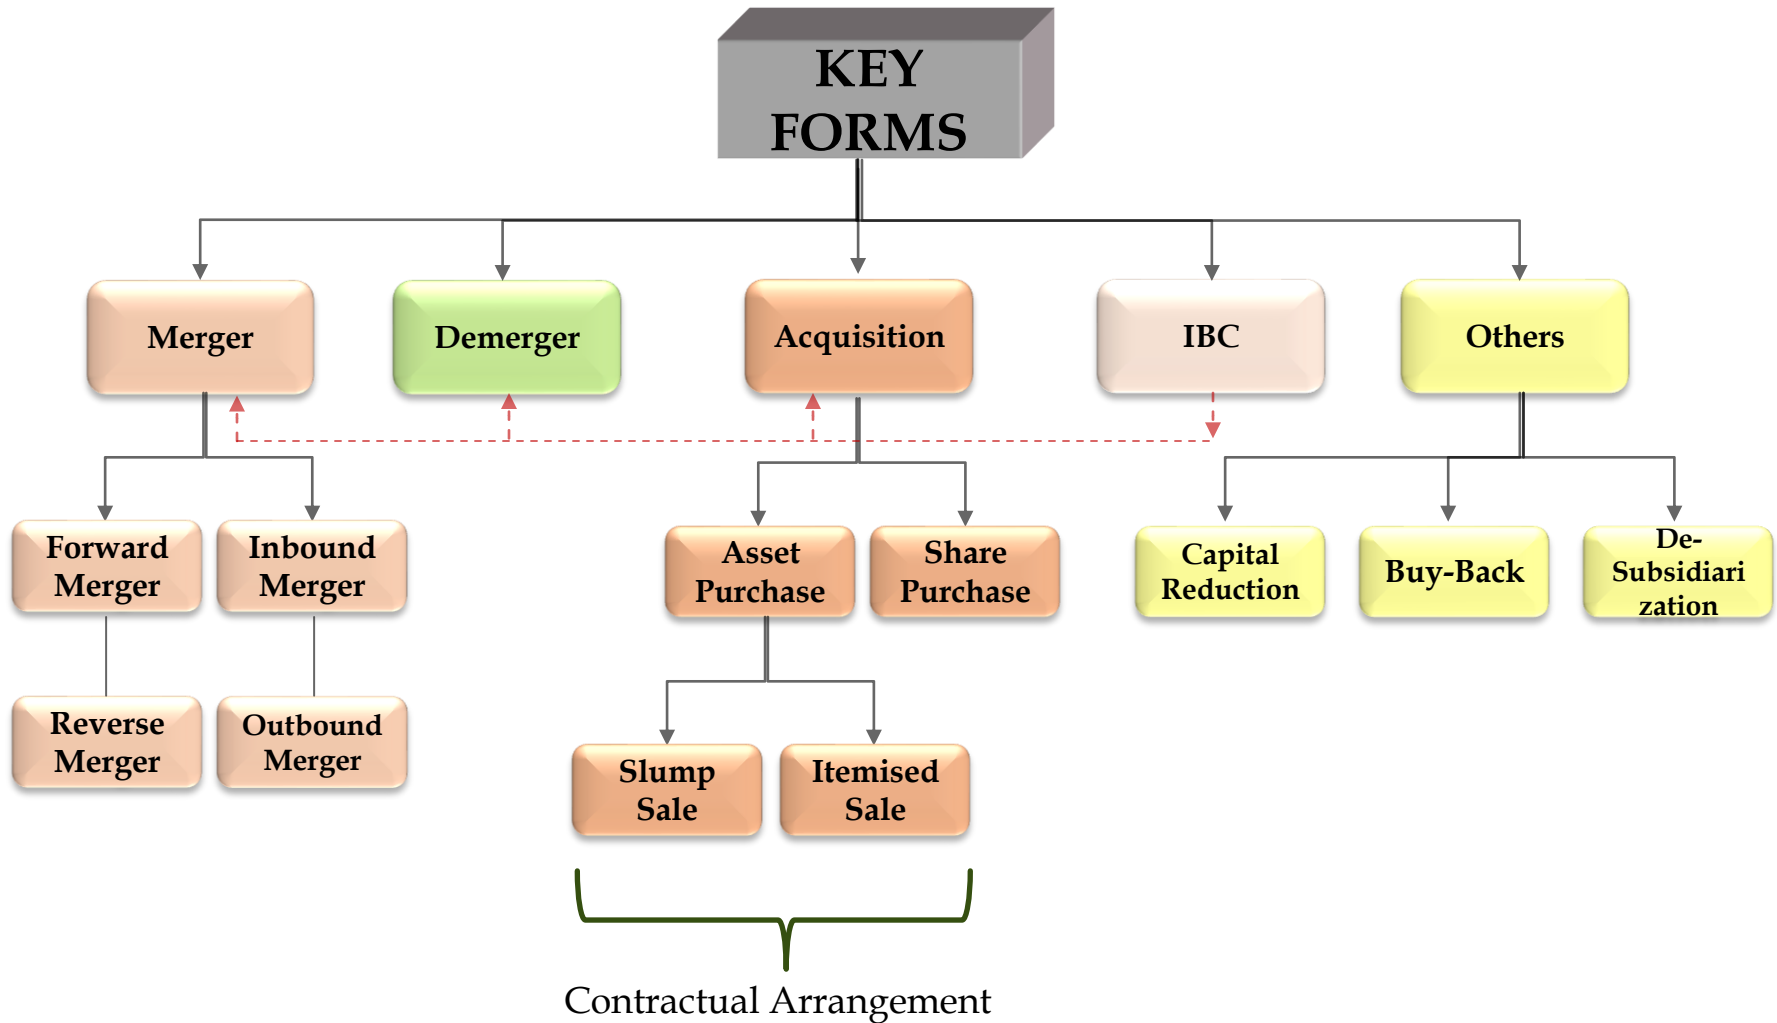 KEY
FORMS
Merger
Demerger
Acquisition
IBC
Others
Forward
Merger
Inbound
Merger
Asset
Purchase
Share
Purchase
Capital
Reduction
Buy-Back
De-
Subsidiari
zation
Reverse
Merger
Outbound
Merger
Slump
Sale
Itemised
Sale
Contractual Arrangement